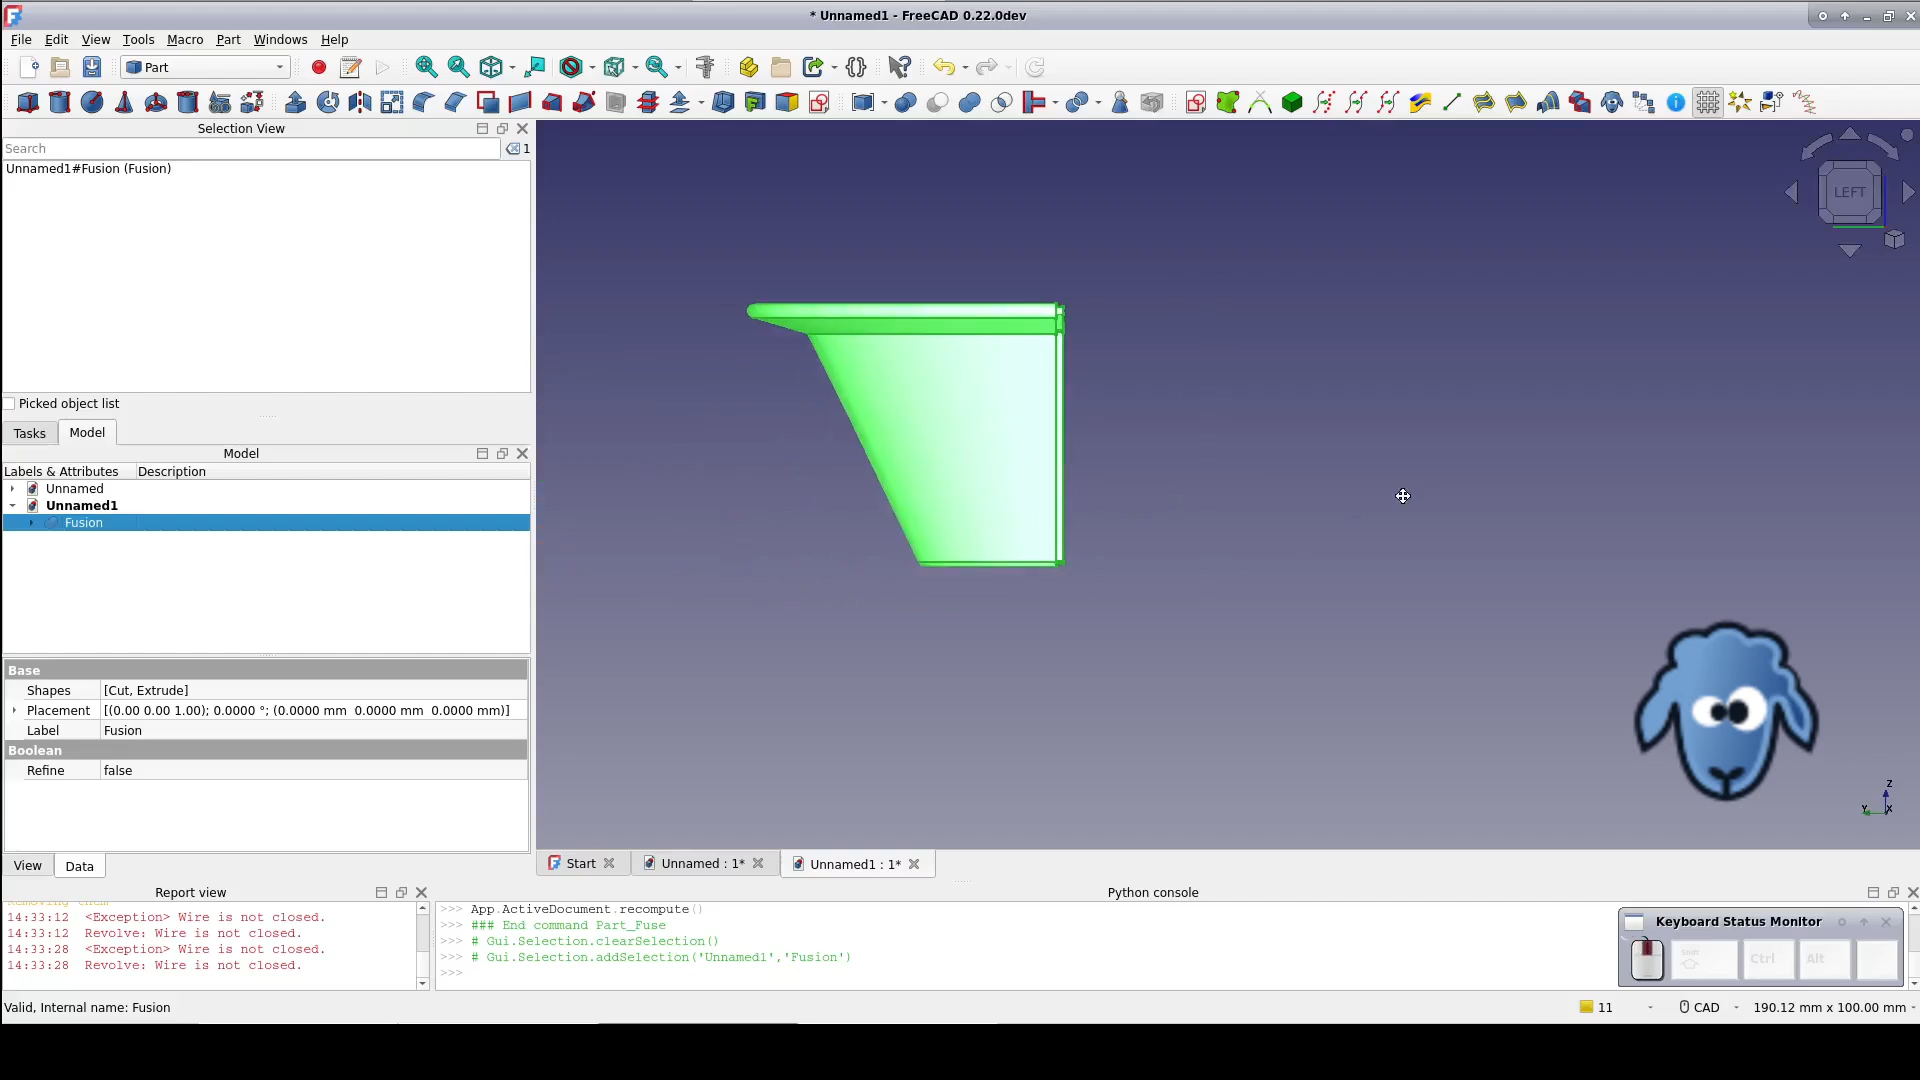 * Unnamed1 - FreeCAD 0.22.0dev
File Edit View Tools Macro Part Windows Help
Part
Selection View
Search
1
Unnamed1#Fusion (Fusion)
Picked object list
Tasks Model
Model
Labels & Attributes Description
Unnamed
Unnamed1
Fusion
Base
Shapes [Cut, Extrude]
Placement [(0.00 0.00 1.00); 0.0000 °; (0.0000 mm 0.0000 mm 0.0000 mm)]
Label Fusion
Boolean
Refine false
View Data
LEFT
Z
Y
X
Start Unnamed : 1* Unnamed1 : 1*
Report view
14:33:12 <Exception> Wire is not closed.
14:33:12 Revolve: Wire is not closed.
14:33:28 <Exception> Wire is not closed.
14:33:28 Revolve: Wire is not closed.
Python console
>>> App.ActiveDocument.recompute()
>>> ### End command Part_Fuse
>>> # Gui.Selection.clearSelection()
>>> # Gui.Selection.addSelection('Unnamed1','Fusion')
>>>
Keyboard Status Monitor
Shift Ctrl Alt
Valid, Internal name: Fusion
11 CAD 190.12 mm x 100.00 mm